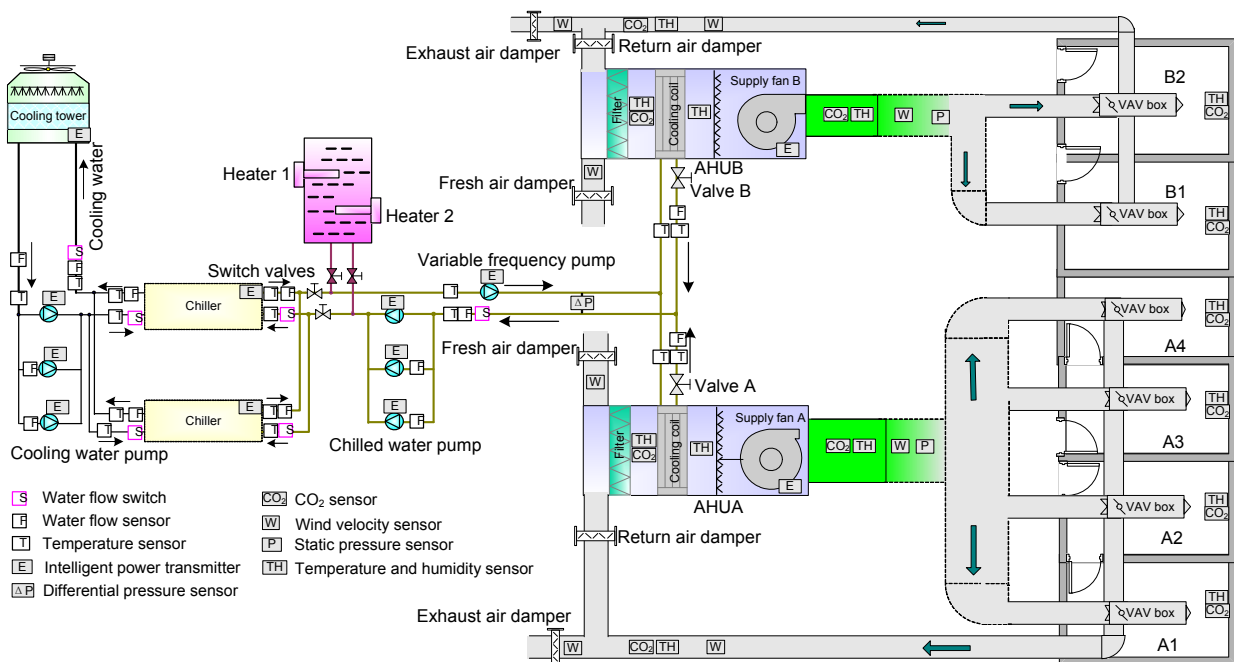 W
CO₂
TH
W
Exhaust air damper
Return air damper
Cooling tower
E
Cooling water
Heater 1
Heater 2
Filter
TH
CO₂
Cooling coil
TH
Supply fan B
E
CO₂
TH
W
P
VAV box
B2
TH
CO₂
W
Fresh air damper
AHUB
Valve B
B1
VAV box
TH
CO₂
F
T
T
F
T
S
F
T
Switch valves
Variable frequency pump
E
T
Δ P
E
T
F
Chiller
E
T
F
T
S
T
S
E
T
F
S
F
T
T
Fresh air damper
W
Valve A
VAV box
A4
TH
CO₂
E
F
E
F
E
F
E
F
T
F
Chiller
E
T
F
T
S
T
S
Cooling water pump
Chilled water pump
Filter
TH
CO₂
Cooling coil
TH
Supply fan A
E
AHUA
CO₂
TH
W
P
VAV box
A3
TH
CO₂
VAV box
A2
TH
CO₂
VAV box
A1
TH
CO₂
S Water flow switch
F Water flow sensor
T Temperature sensor
E Intelligent power transmitter
Δ P Differential pressure sensor
CO₂ CO₂ sensor
W Wind velocity sensor
P Static pressure sensor
TH Temperature and humidity sensor
Return air damper
Exhaust air damper
W
CO₂
TH
W